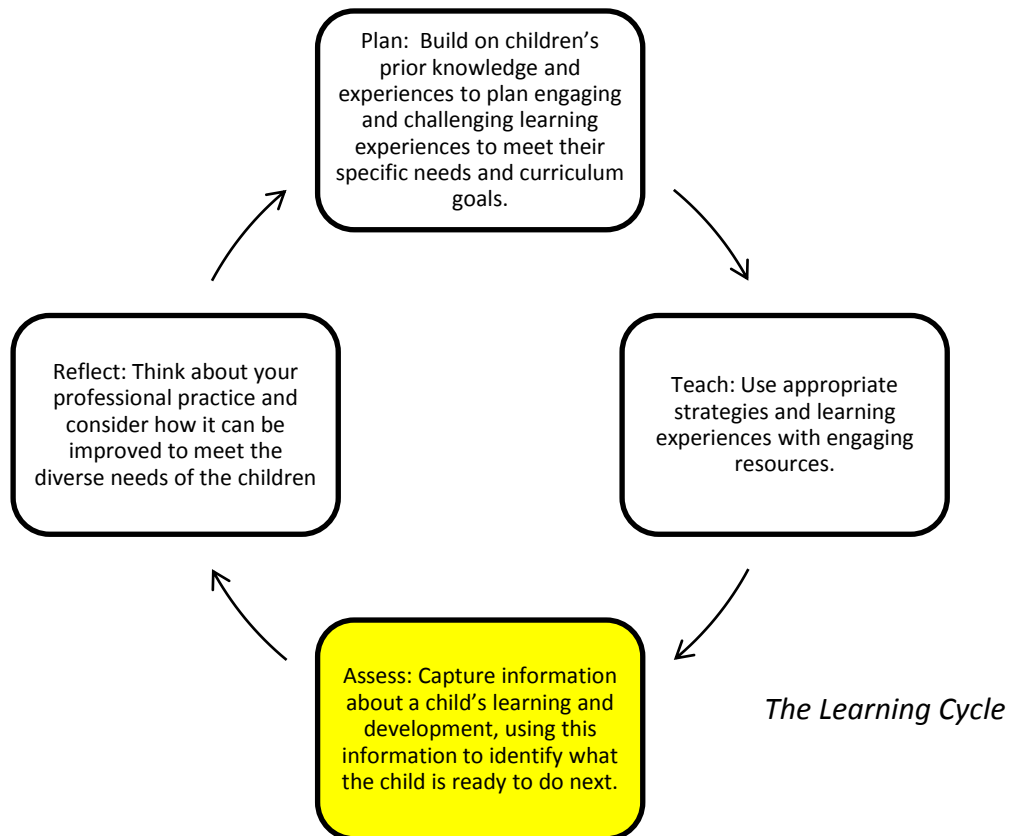 Plan:  Build on children’s
prior knowledge and
experiences to plan engaging
and challenging learning
experiences to meet their
specific needs and curriculum
goals.
Teach: Use appropriate
strategies and learning
experiences with engaging
resources.
Assess: Capture information
about a child’s learning and
development, using this
information to identify what
the child is ready to do next.
Reflect: Think about your
professional practice and
consider how it can be
improved to meet the
diverse needs of the children
The Learning Cycle